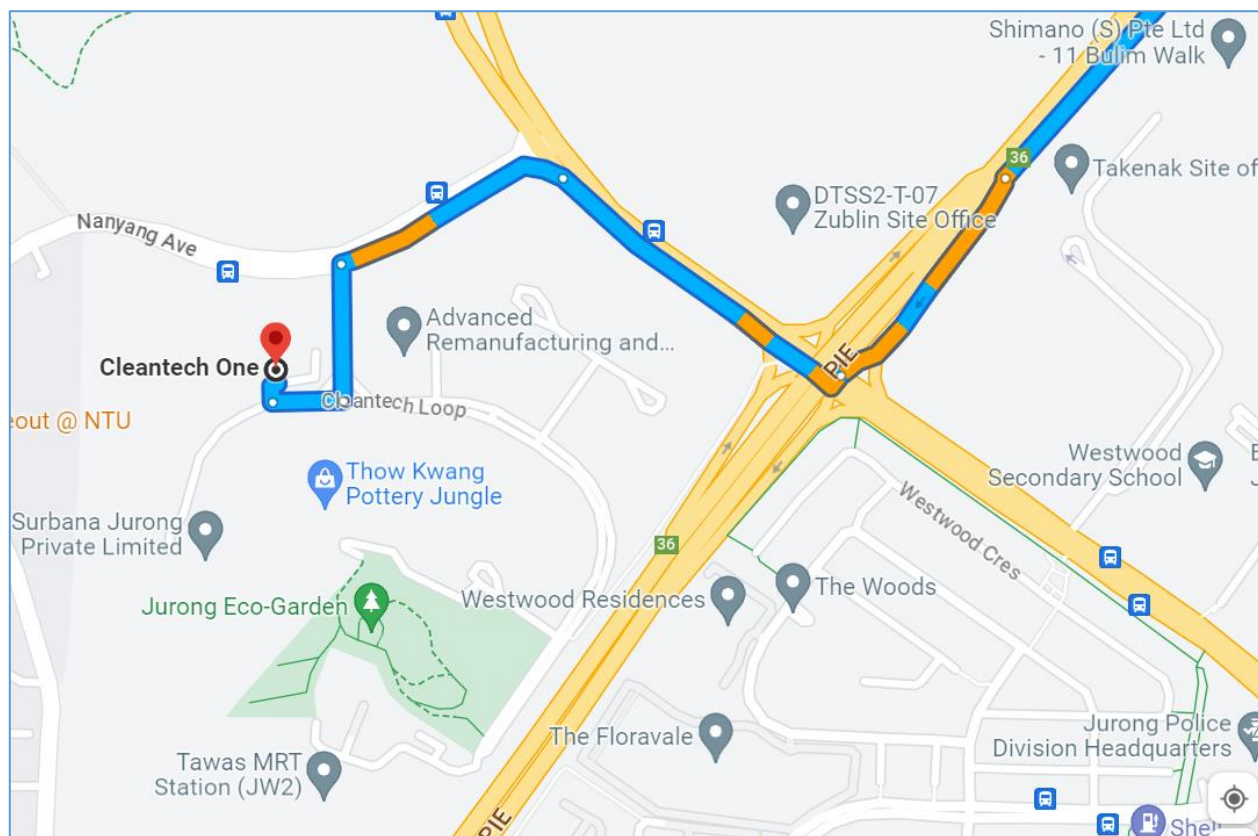 Shimano (S) Pte Ltd
- 11 Bulim Walk
36
Takenak Site of
DTSS2-T-07
Zublin Site Office
Nanyang Ave
PIE
Advanced
Remanufacturing and...
Cleantech One
Cleantech Loop
eout @ NTU
Westwood
Secondary School
Thow Kwang
Pottery Jungle
Westwood Cres
Surbana Jurong
Private Limited
36
The Woods
Westwood Residences
Jurong Eco-Garden
The Floravale
Jurong Police
Division Headquarters
Tawas MRT
Station (JW2)
PIE
Shell